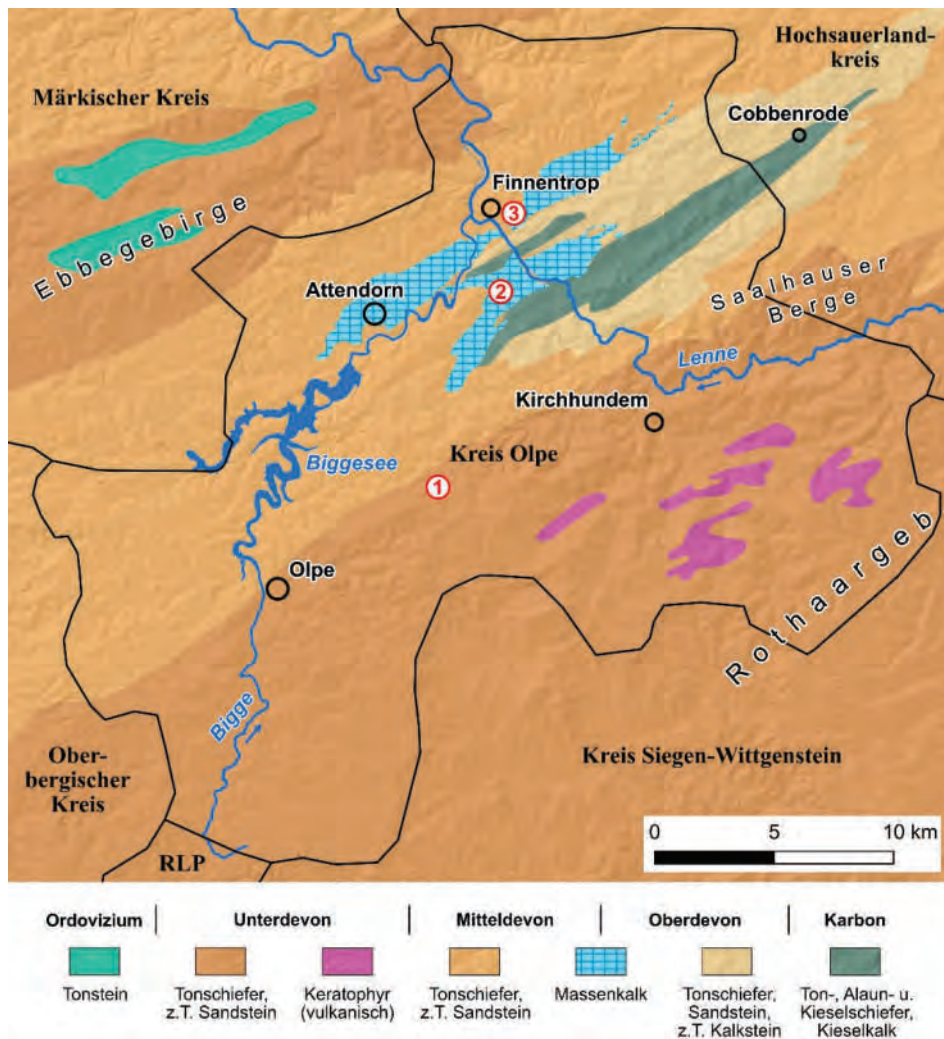 Hochsauerland-
kreis
Märkischer Kreis
Cobbenrode
Finnentrop
3
Ebbegebirge
Attendorn
2
Saalhauser
Berge
Lenne
Kirchhundem
Biggesee
Kreis Olpe
1
Olpe
Rothaargeb
Bigge
Ober-
bergischer
Kreis
Kreis Siegen-Wittgenstein
RLP
0 5 10 km
Ordovizium Unterdevon Mitteldevon Oberdevon Karbon
Tonstein
Tonschiefer,
z.T. Sandstein
Keratophyr
(vulkanisch)
Tonschiefer,
z.T. Sandstein
Massenkalk
Tonschiefer,
Sandstein,
z.T. Kalkstein
Ton-, Alaun- u.
Kieselschiefer,
Kieselkalk